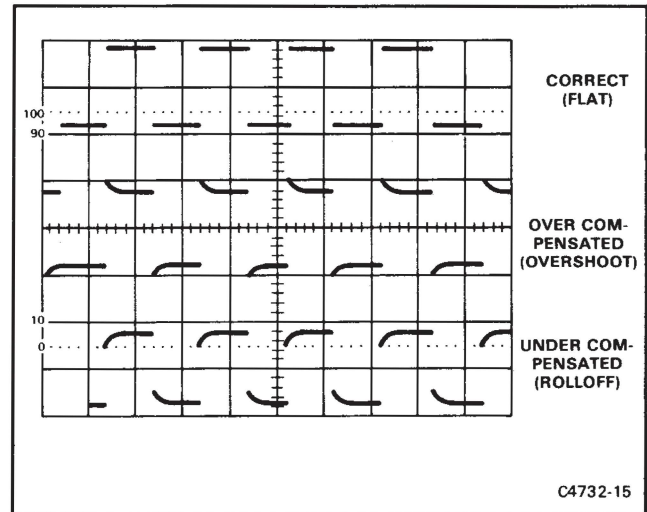 CORRECT
(FLAT)
100
90
OVER COM-
PENSATED
(OVERSHOOT)
10
0
UNDER COM-
PENSATED
(ROLLOFF)
C4732-15